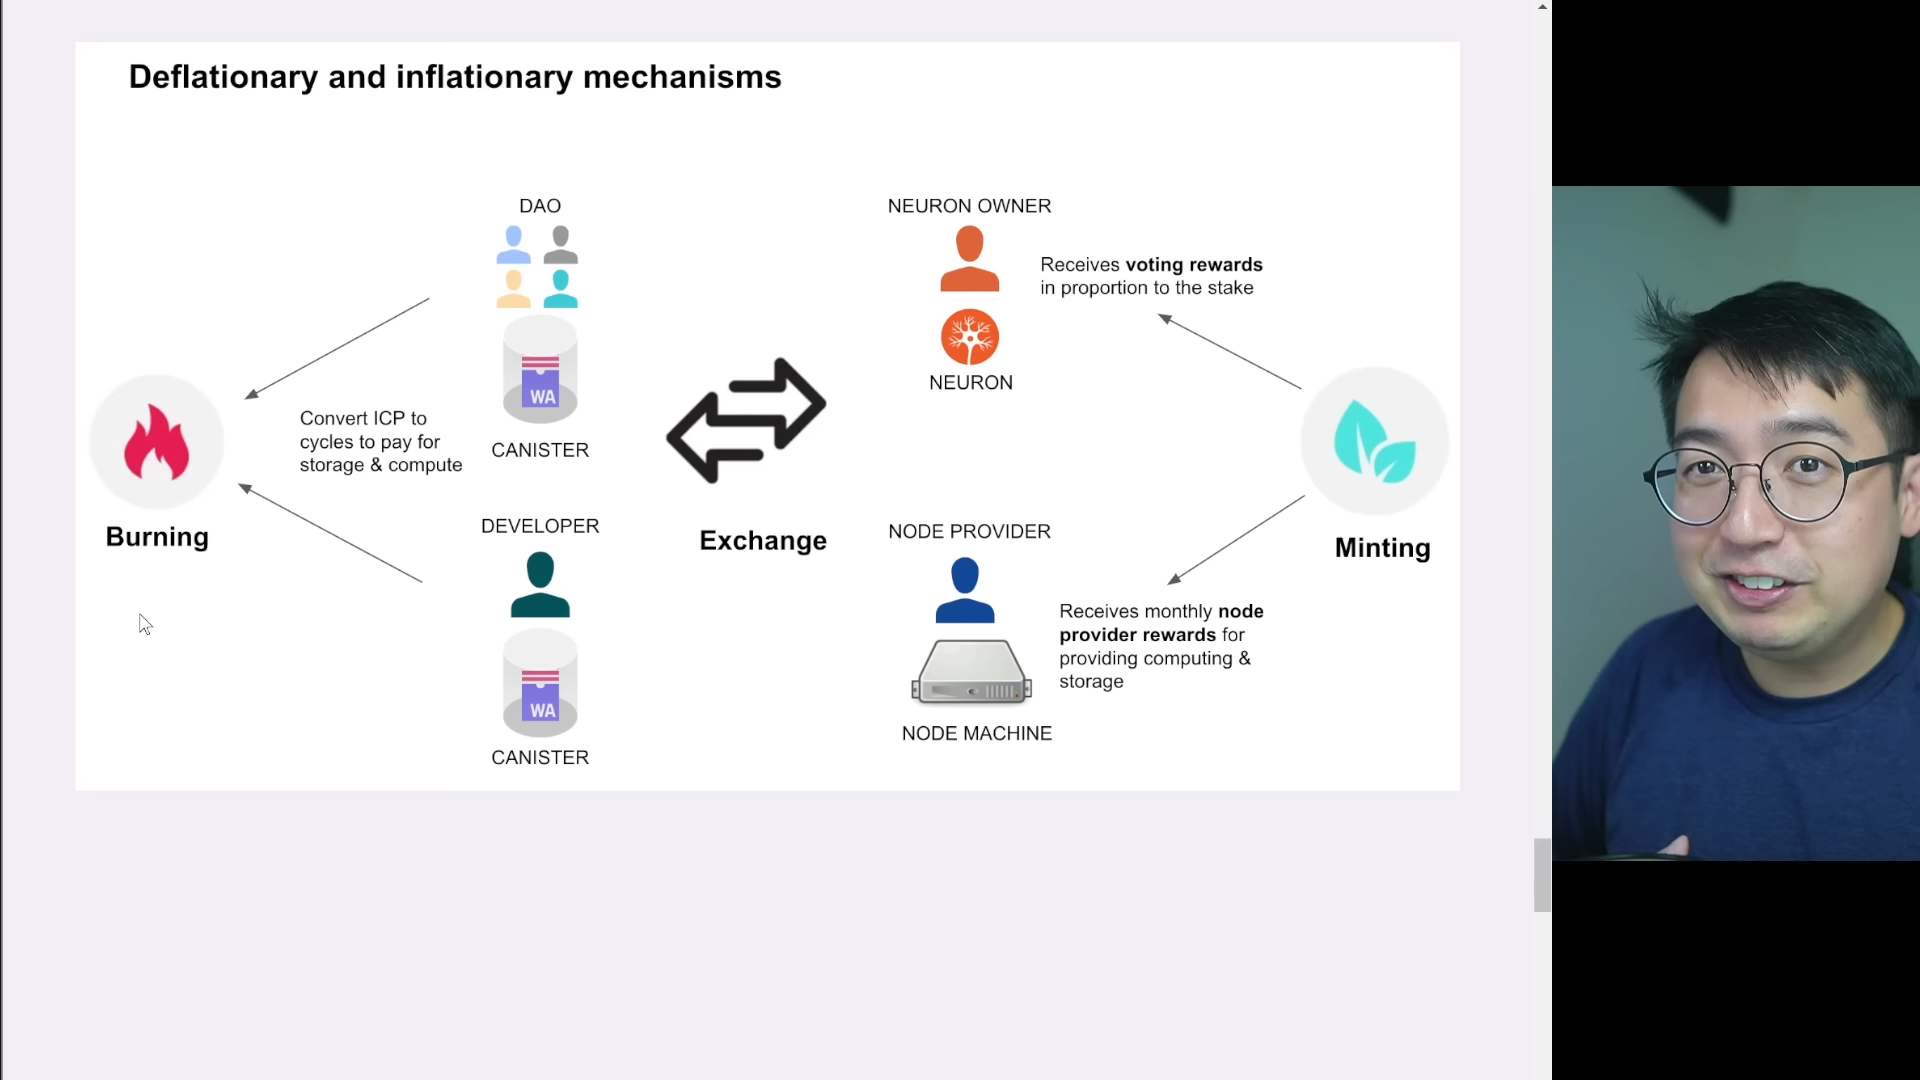 Deflationary and inflationary mechanisms
DAO
WA
CANISTER
Convert ICP to
cycles to pay for
storage & compute
Burning
DEVELOPER
WA
CANISTER
Exchange
NEURON OWNER
Receives voting rewards
in proportion to the stake
NEURON
NODE PROVIDER
Receives monthly node
provider rewards for
providing computing &
storage
NODE MACHINE
Minting